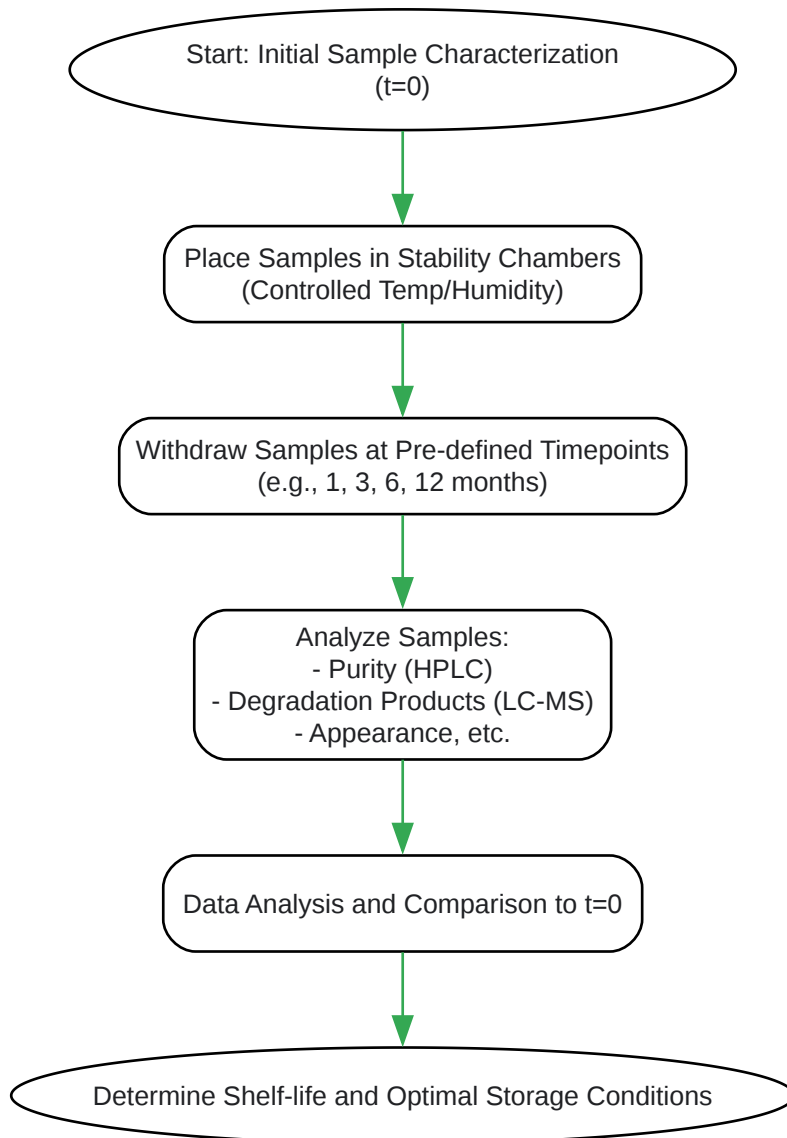 Start: Initial Sample Characterization
(t=0)
Place Samples in Stability Chambers
(Controlled Temp/Humidity)
Withdraw Samples at Pre-defined Timepoints
(e.g., 1, 3, 6, 12 months)
Analyze Samples:
- Purity (HPLC)
- Degradation Products (LC-MS)
- Appearance, etc.
Data Analysis and Comparison to t=0
Determine Shelf-life and Optimal Storage Conditions